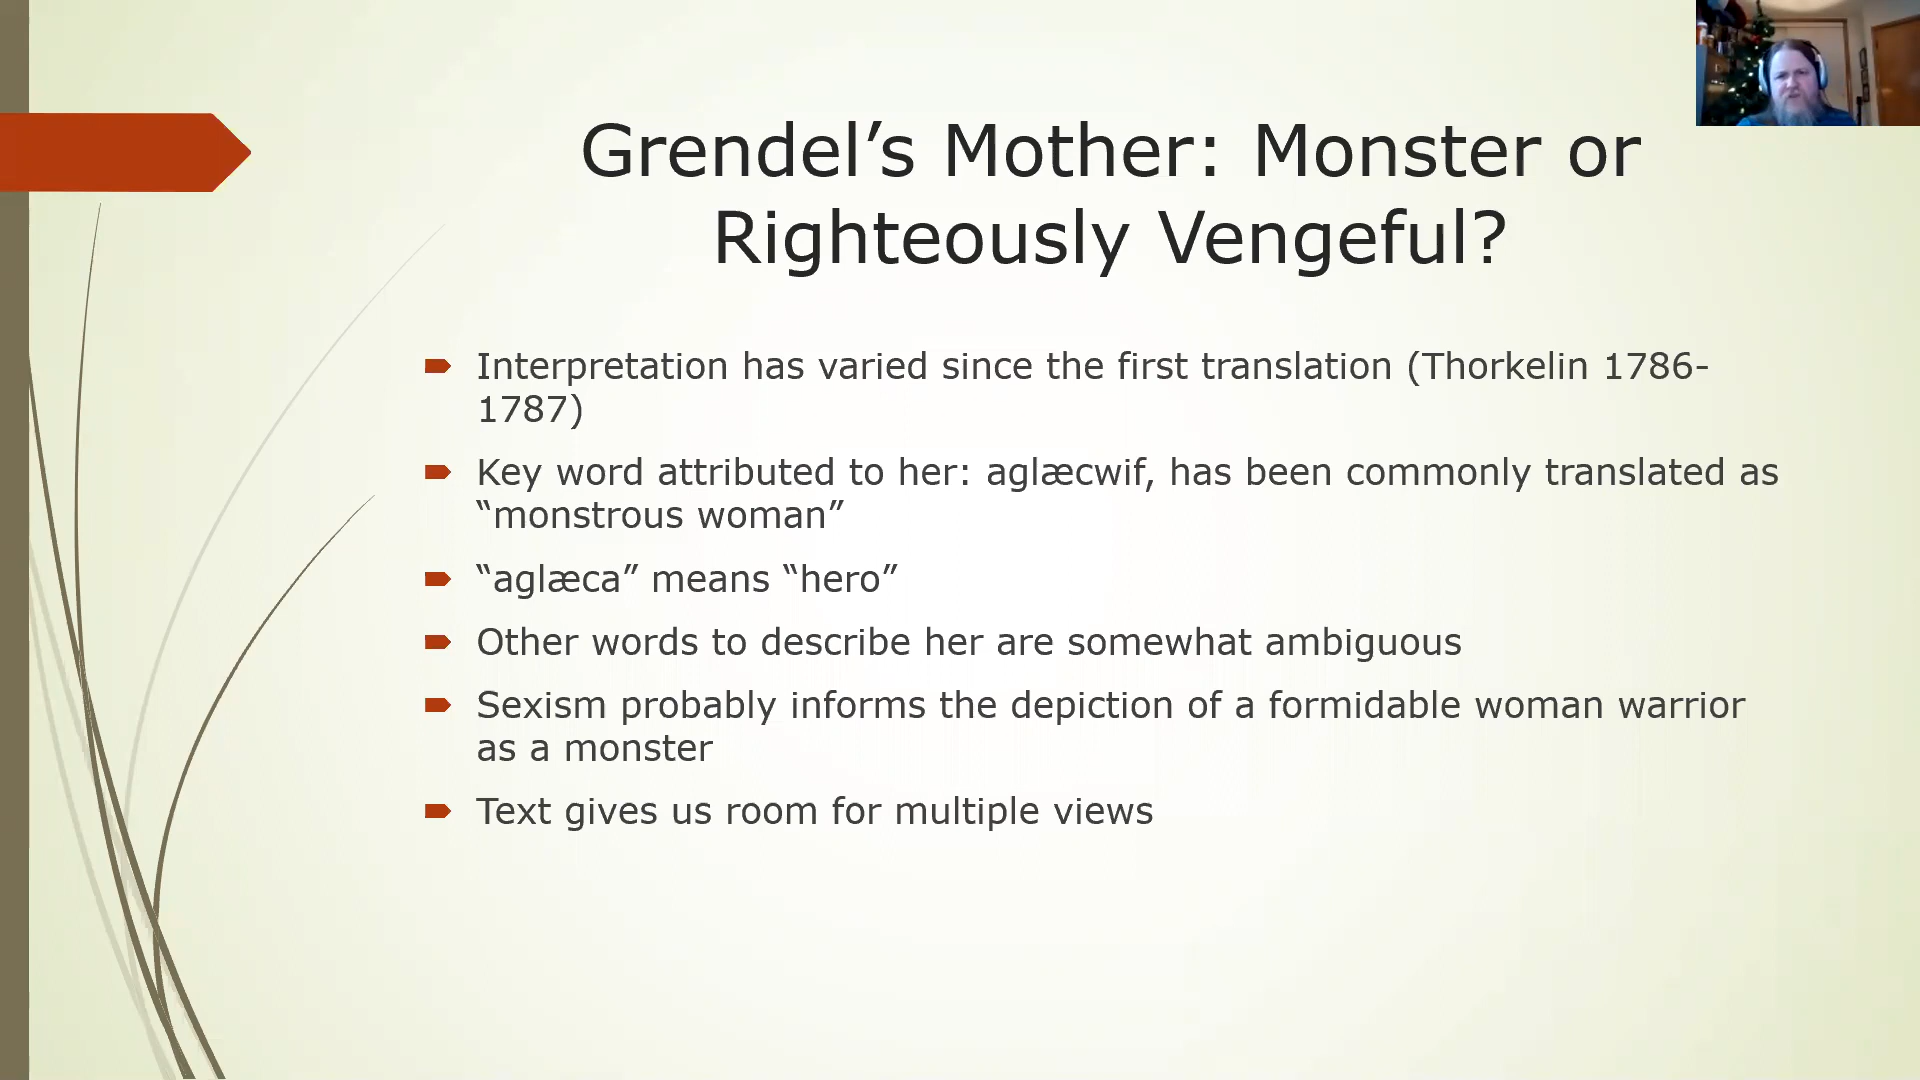 Grendel’s Mother: Monster or
Righteously Vengeful?
Interpretation has varied since the first translation (Thorkelin 1786-
1787)
Key word attributed to her: aglæcwif, has been commonly translated as
“monstrous woman”
“aglæca” means “hero”
Other words to describe her are somewhat ambiguous
Sexism probably informs the depiction of a formidable woman warrior
as a monster
Text gives us room for multiple views